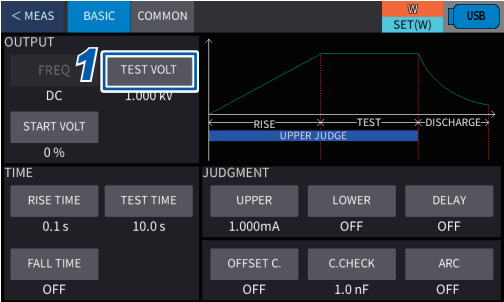 < MEAS BASIC COMMON W SET(W) USB
OUTPUT
FREQ 1 TEST VOLT
DC 1.000 kV
START VOLT
0 %
RISE TEST DISCHARGE
UPPER JUDGE
TIME
RISE TIME TEST TIME
0.1 s 10.0 s
FALL TIME
OFF
JUDGMENT
UPPER LOWER DELAY
1.000mA OFF OFF
OFFSET C. C.CHECK ARC
OFF 1.0 nF OFF